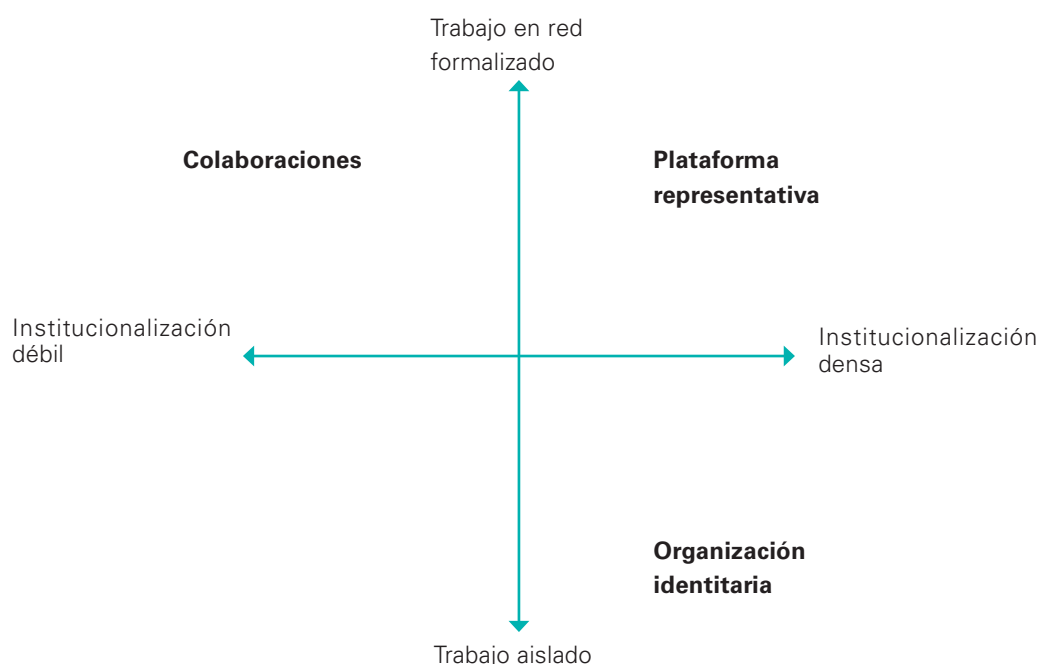 Trabajo en red
formalizado
Colaboraciones
Plataforma
representativa
Institucionalización
débil
Institucionalización
densa
Organización
identitaria
Trabajo aislado